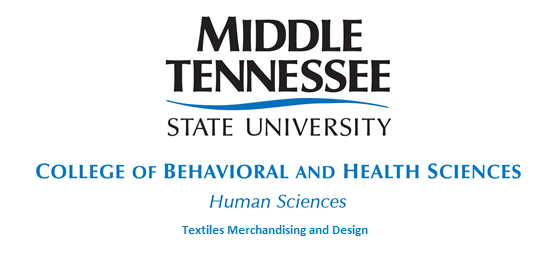 MIDDLE
TENNESSEE
STATE UNIVERSITY
COLLEGE OF BEHAVIORAL AND HEALTH SCIENCES
Human Sciences
Textiles Merchandising and Design